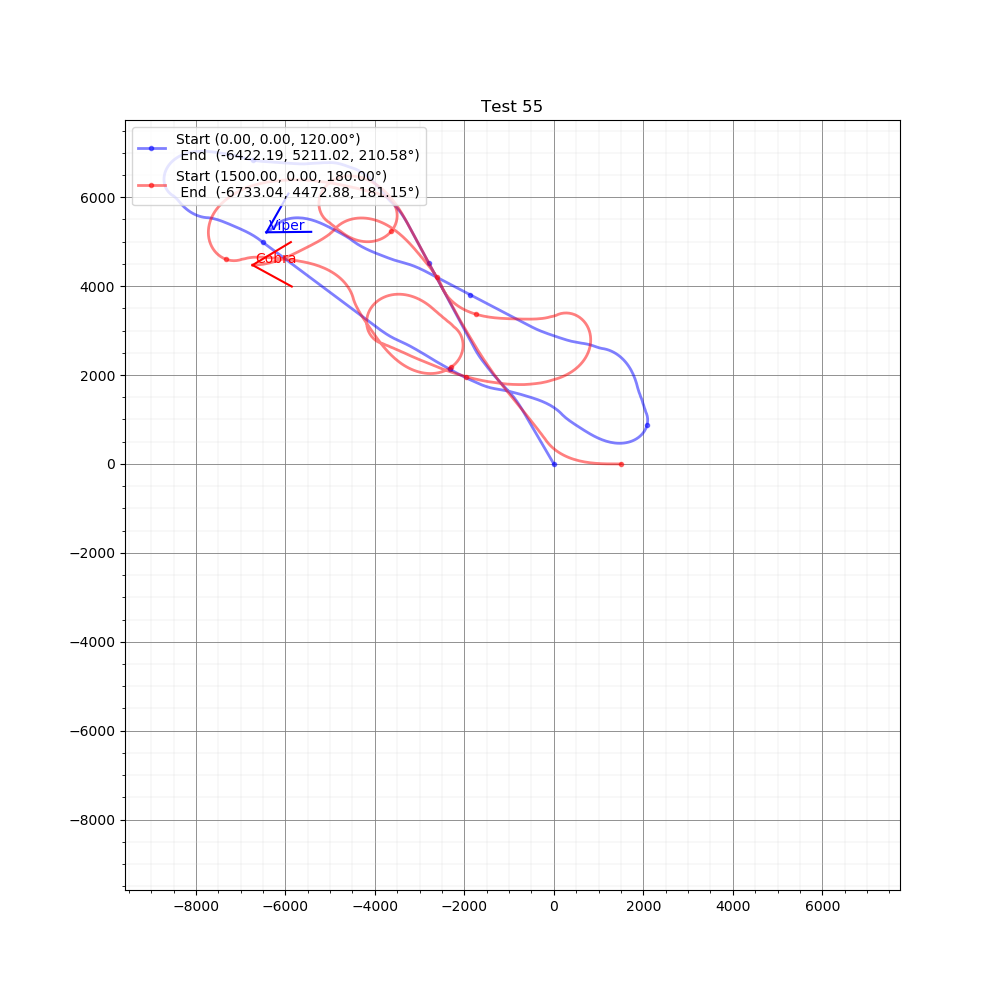 Test 55
Start (0.00, 0.00, 120.00°)
End (-6422.19, 5211.02, 210.58°)
Start (1500.00, 0.00, 180.00°)
End (-6733.04, 4472.88, 181.15°)
Viper
Cobra
6000
4000
2000
0
−2000
−4000
−6000
−8000
−8000 −6000 −4000 −2000 0 2000 4000 6000